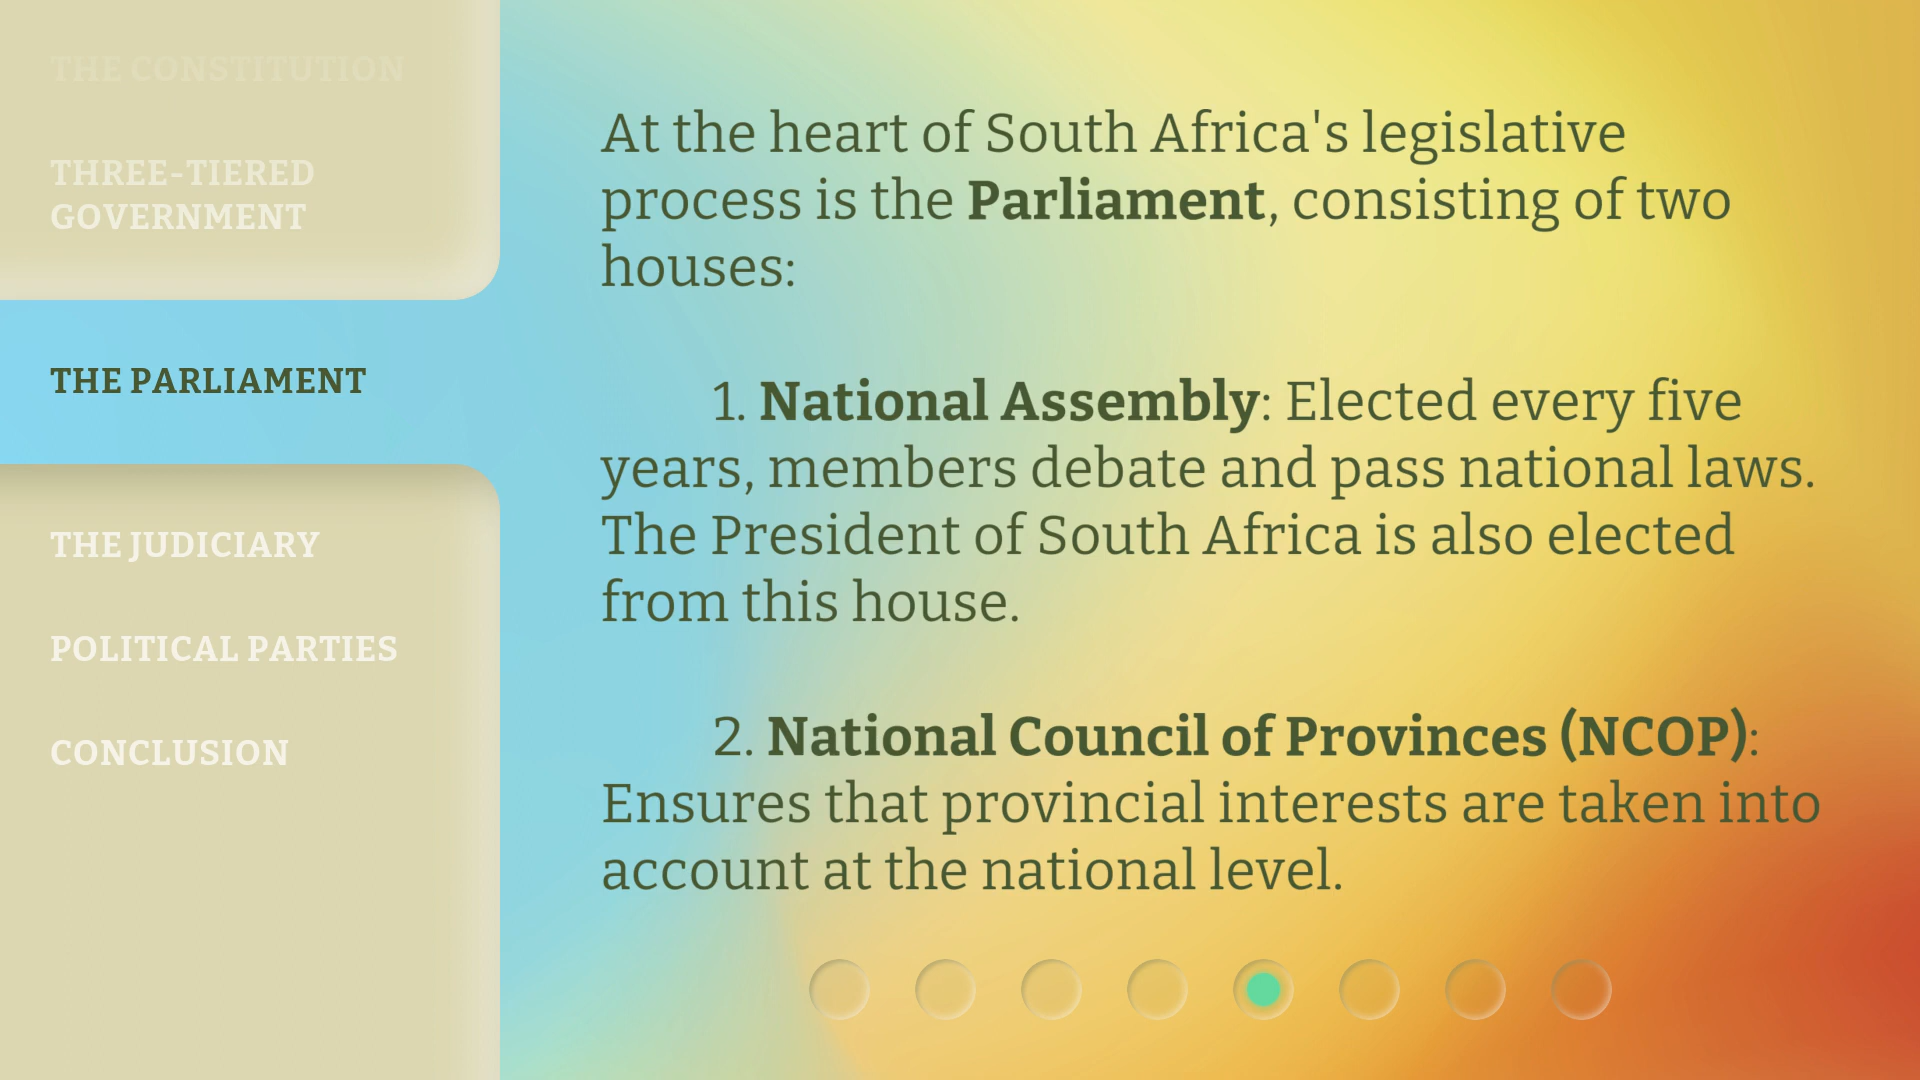 THE CONSTITUTION
THREE-TIERED
GOVERNMENT
THE PARLIAMENT
THE JUDICIARY
POLITICAL PARTIES
CONCLUSION
At the heart of South Africa's legislative
process is the Parliament, consisting of two
houses:
1. National Assembly: Elected every five
years, members debate and pass national laws.
The President of South Africa is also elected
from this house.
2. National Council of Provinces (NCOP):
Ensures that provincial interests are taken into
account at the national level.